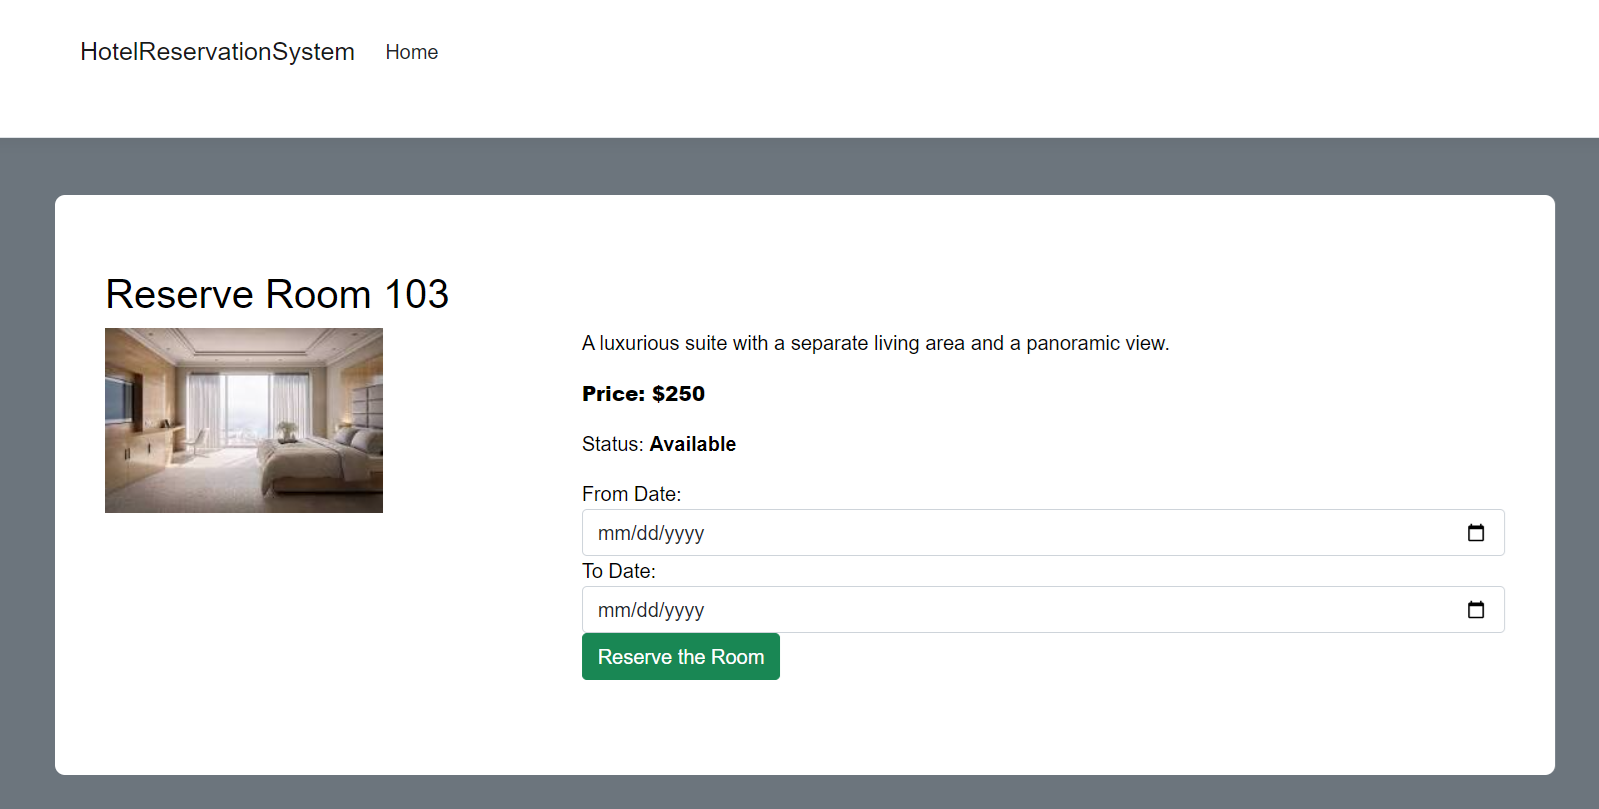 HotelReservationSystem Home
Reserve Room 103
A luxurious suite with a separate living area and a panoramic view.
Price: $250
Status: Available
From Date:
mm/dd/yyyy
To Date:
mm/dd/yyyy
Reserve the Room